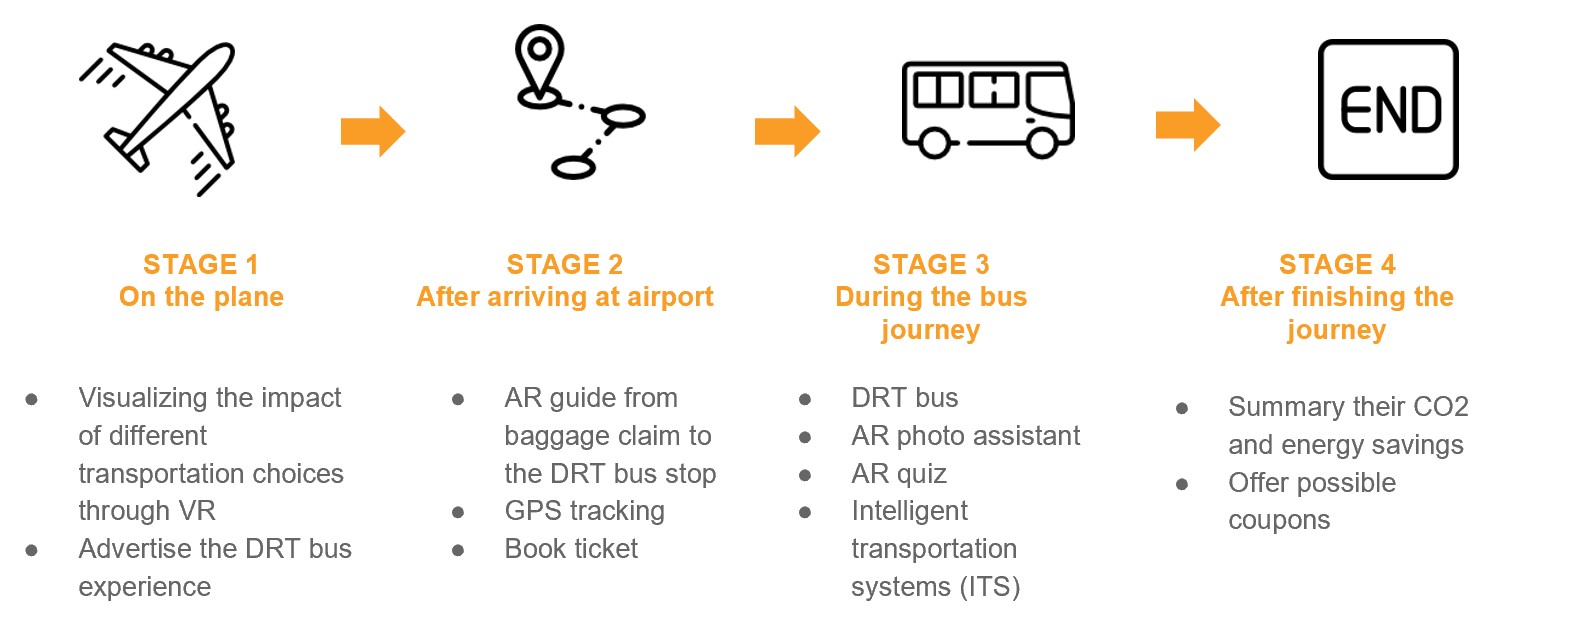 END
STAGE 1
On the plane
● Visualizing the impact
of different
transportation choices
through VR
● Advertise the DRT bus
experience
STAGE 2
After arriving at airport
● AR guide from
baggage claim to
the DRT bus stop
● GPS tracking
● Book ticket
STAGE 3
During the bus
journey
● DRT bus
● AR photo assistant
● AR quiz
● Intelligent
transportation
systems (ITS)
STAGE 4
After finishing the
journey
● Summary their CO2
and energy savings
● Offer possible
coupons